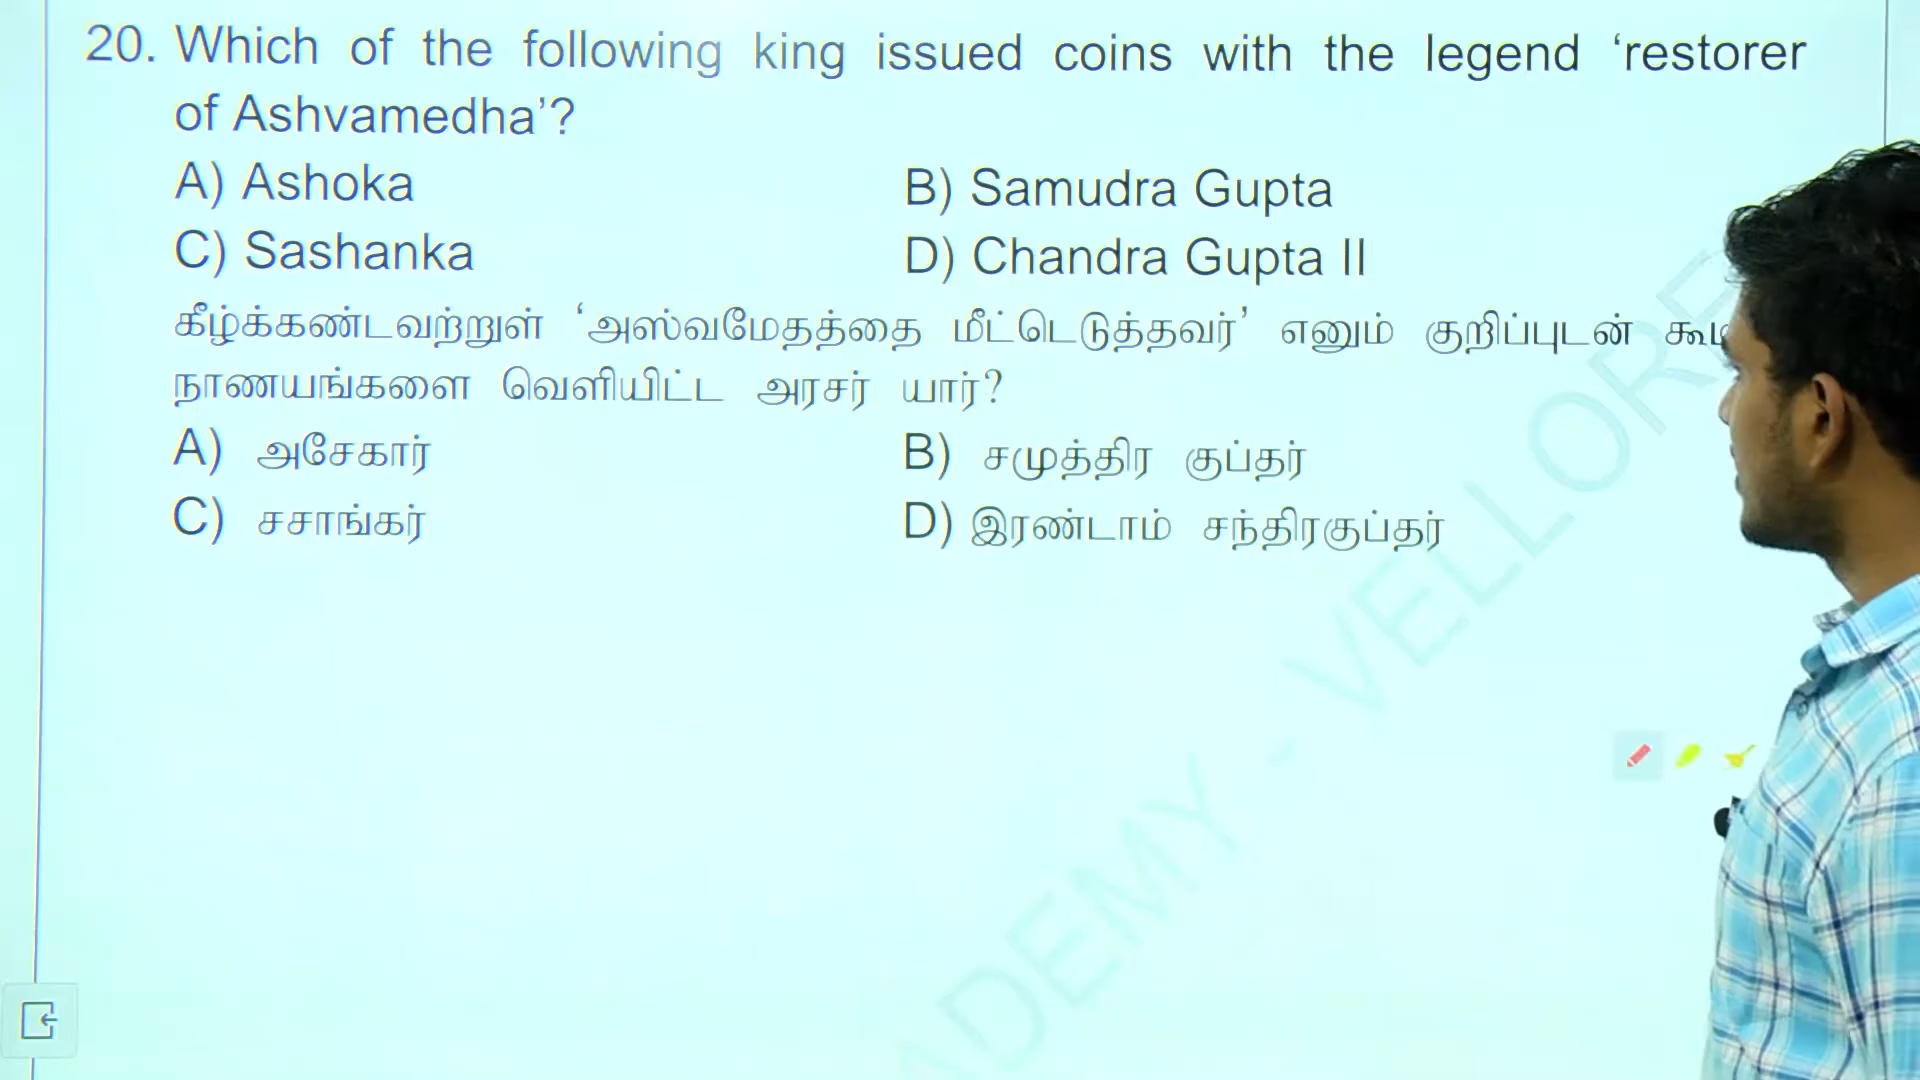 20. Which of the following king issued coins with the legend ‘restorer
of Ashvamedha’?
A) Ashoka B) Samudra Gupta
C) Sashanka D) Chandra Gupta II
கீழ்க்கண்டவற்றுள் ‘அஸ்வமேதத்தை மீட்டெடுத்தவர்’ எனும் குறிப்புடன்
நாணயங்களை வெளியிட்ட அரசர் யார்?
A) அசேகார் B) சமுத்திர குப்தர்
C) சசாங்கர் D) இரண்டாம் சந்திரகுப்தர்
VELLORE